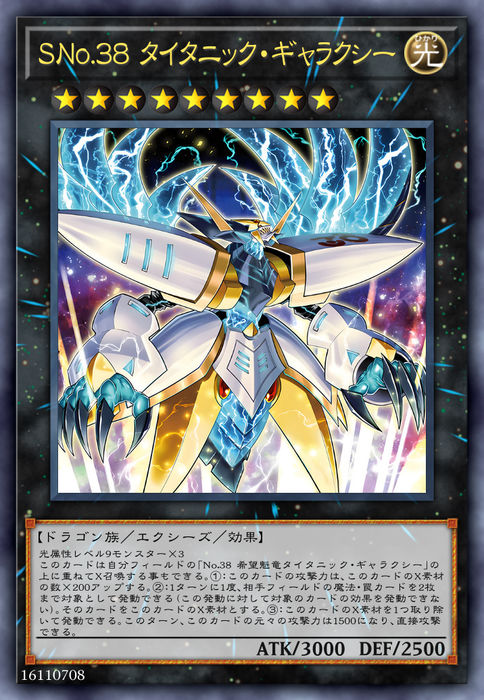 SNo.38 タイタニック・ギャラクシー
ひかり
光
【ドラゴン族／エクシーズ／効果】
光属性レベル9モンスター×3
このカードは自分フィールドの「No.38 希望魁竜タイタニック・ギャラクシー」の
上に重ねてX召喚する事もできる。①：このカードの攻撃力は、このカードのX素材
の数×200アップする。②：1ターンに1度、相手フィールドの魔法・罠カードを2枚
まで対象として発動できる(この発動に対して対象のカードの効果を発動できな
い)。そのカードをこのカードのX素材とする。③：このカードのX素材を1つ取り除
いて発動できる。このターン、このカードの元々の攻撃力は1500になり、直接攻撃
できる。
ATK/3000 DEF/2500
16110708